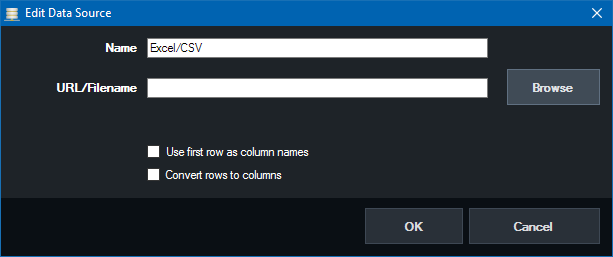 Edit Data Source
Name Excel/CSV
URL/Filename Browse
Use first row as column names
Convert rows to columns
OK Cancel